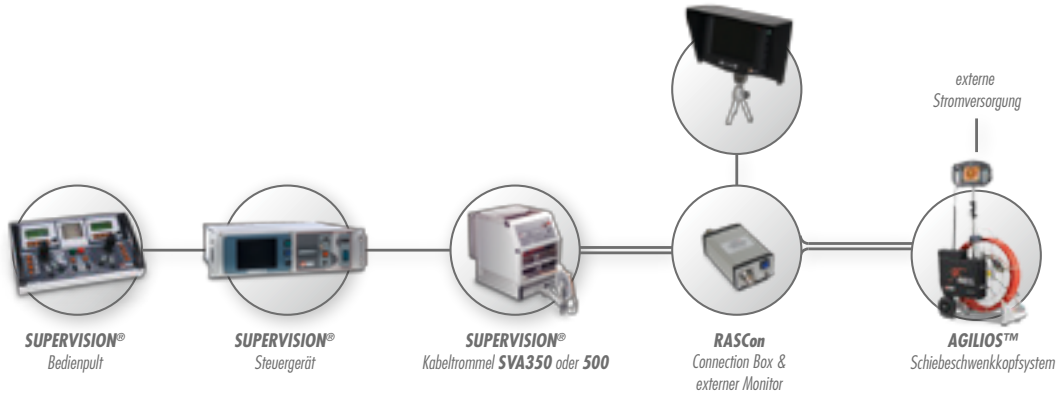 externe
Stromversorgung
SUPERVISION®
Bedienpult
SUPERVISION®
Steuergerät
SUPERVISION®
Kabeltrommel SVA350 oder 500
RASCon
Connection Box &
externer Monitor
AGILIOS™
Schiebeschwenkkopfsystem